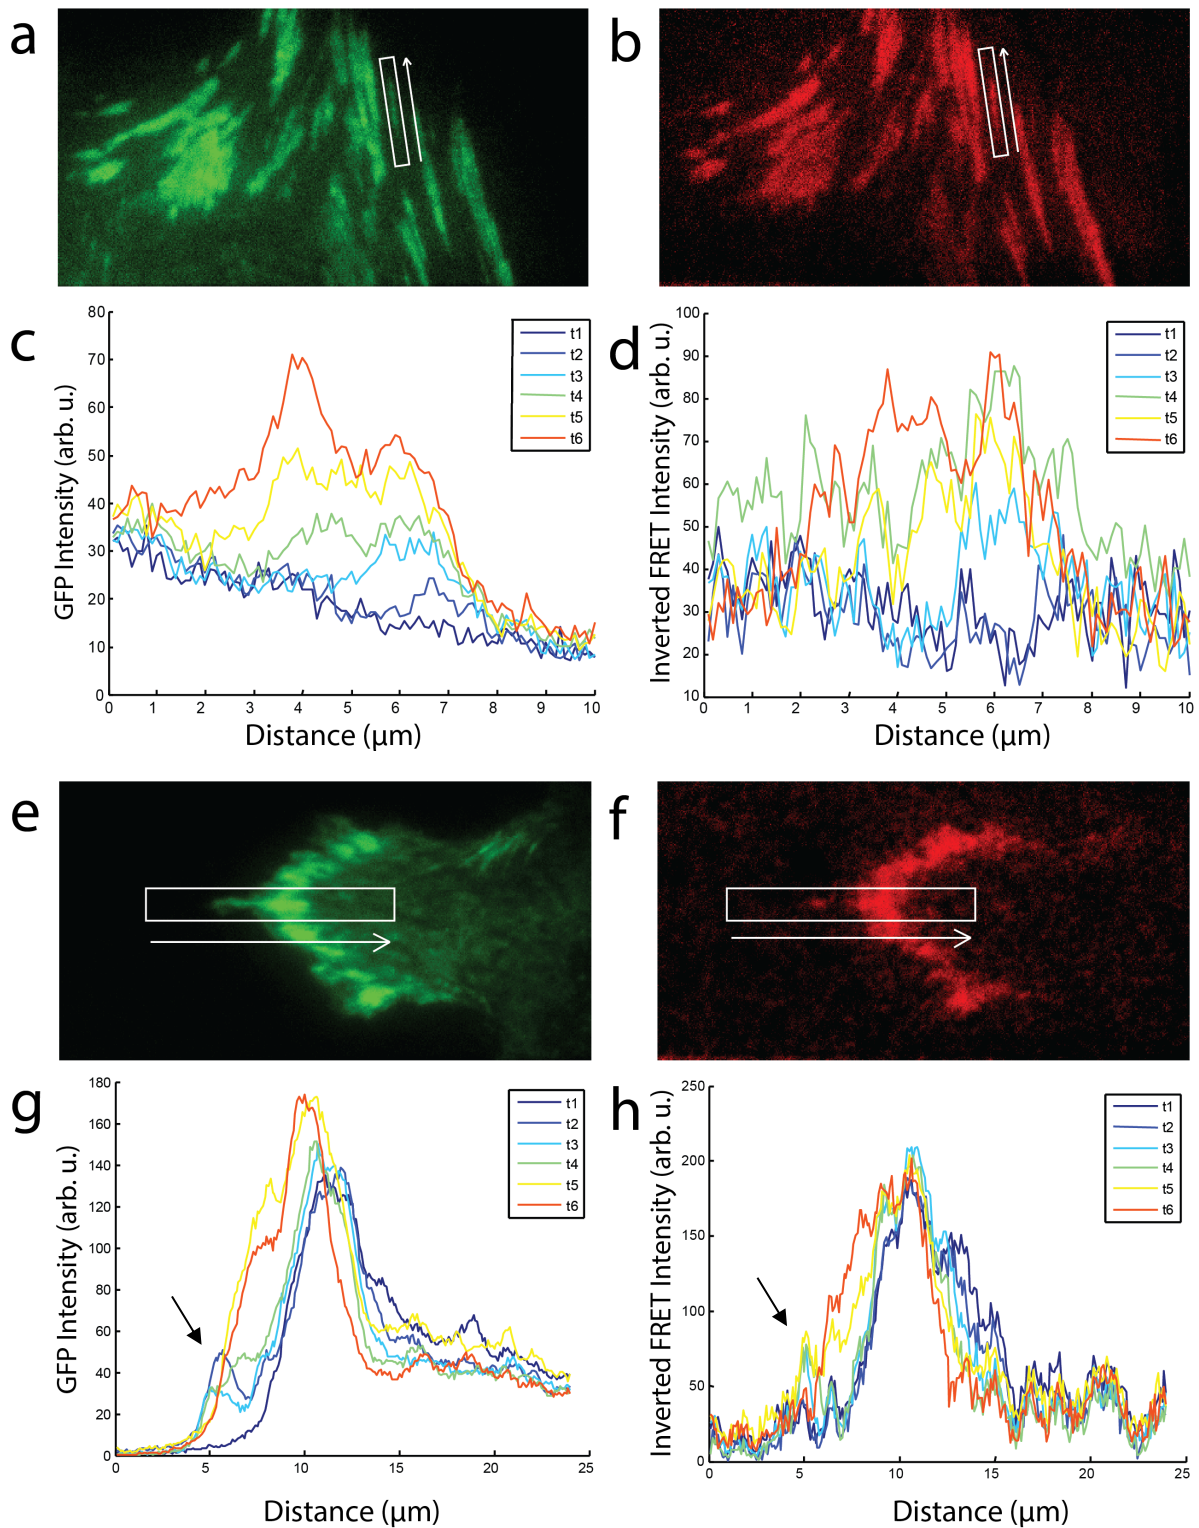 a
b
c
80
70
60
50
40
30
20
10
0
0 1 2 3 4 5 6 7 8 9 10
GFP Intensity (arb. u.)
Distance (µm)
t1
t2
t3
t4
t5
t6
d
100
90
80
70
60
50
40
30
20
10
0 1 2 3 4 5 6 7 8 9 10
Inverted FRET Intensity (arb. u.)
Distance (µm)
t1
t2
t3
t4
t5
t6
e
f
g
180
160
140
120
100
80
60
40
20
0
0 5 10 15 20 25
GFP Intensity (arb. u.)
Distance (µm)
t1
t2
t3
t4
t5
t6
h
250
200
150
100
50
0
0 5 10 15 20 25
Inverted FRET Intensity (arb. u.)
Distance (µm)
t1
t2
t3
t4
t5
t6